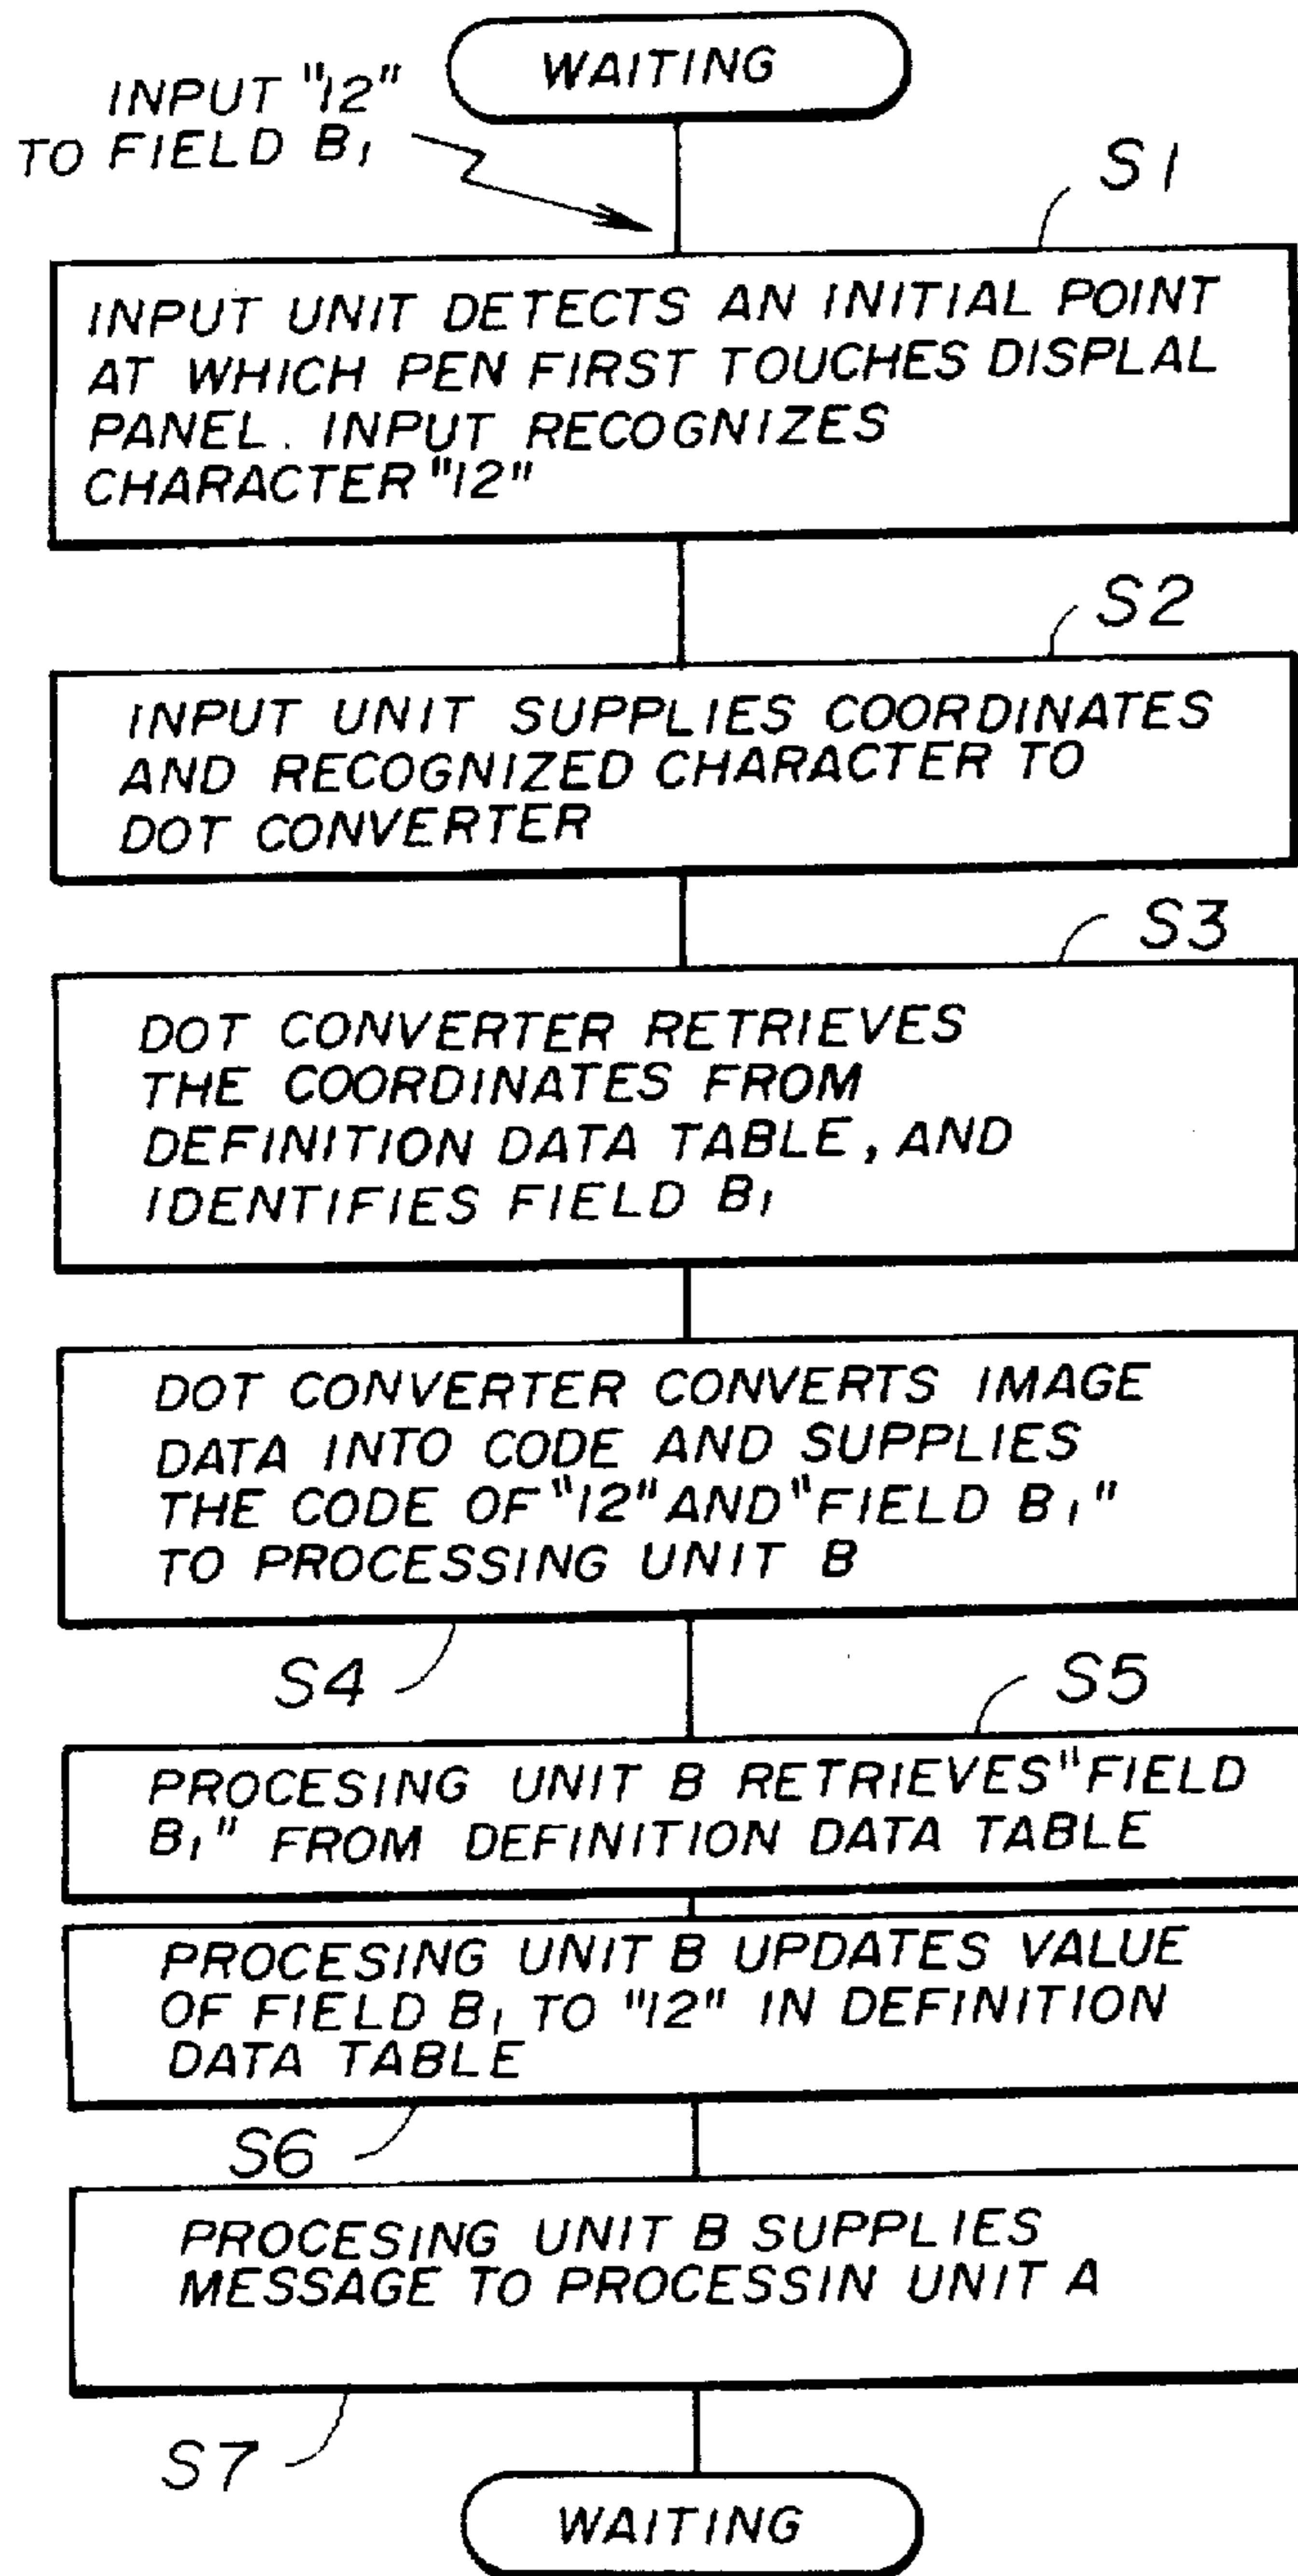 WAITING
INPUT "12"
TO FIELD B₁
S1
INPUT UNIT DETECTS AN INITIAL POINT
AT WHICH PEN FIRST TOUCHES DISPLAL
PANEL. INPUT RECOGNIZES
CHARACTER "12"
S2
INPUT UNIT SUPPLIES COORDINATES
AND RECOGNIZED CHARACTER TO
DOT CONVERTER
S3
DOT CONVERTER RETRIEVES
THE COORDINATES FROM
DEFINITION DATA TABLE, AND
IDENTIFIES FIELD B₁
DOT CONVERTER CONVERTS IMAGE
DATA INTO CODE AND SUPPLIES
THE CODE OF "12" AND "FIELD B₁"
TO PROCESSING UNIT B
S4
S5
PROCESING UNIT B RETRIEVES "FIELD
B₁" FROM DEFINITION DATA TABLE
PROCESING UNIT B UPDATES VALUE
OF FIELD B₁ TO "12" IN DEFINITION
DATA TABLE
S6
PROCESING UNIT B SUPPLIES
MESSAGE TO PROCESSIN UNIT A
S7
WAITING